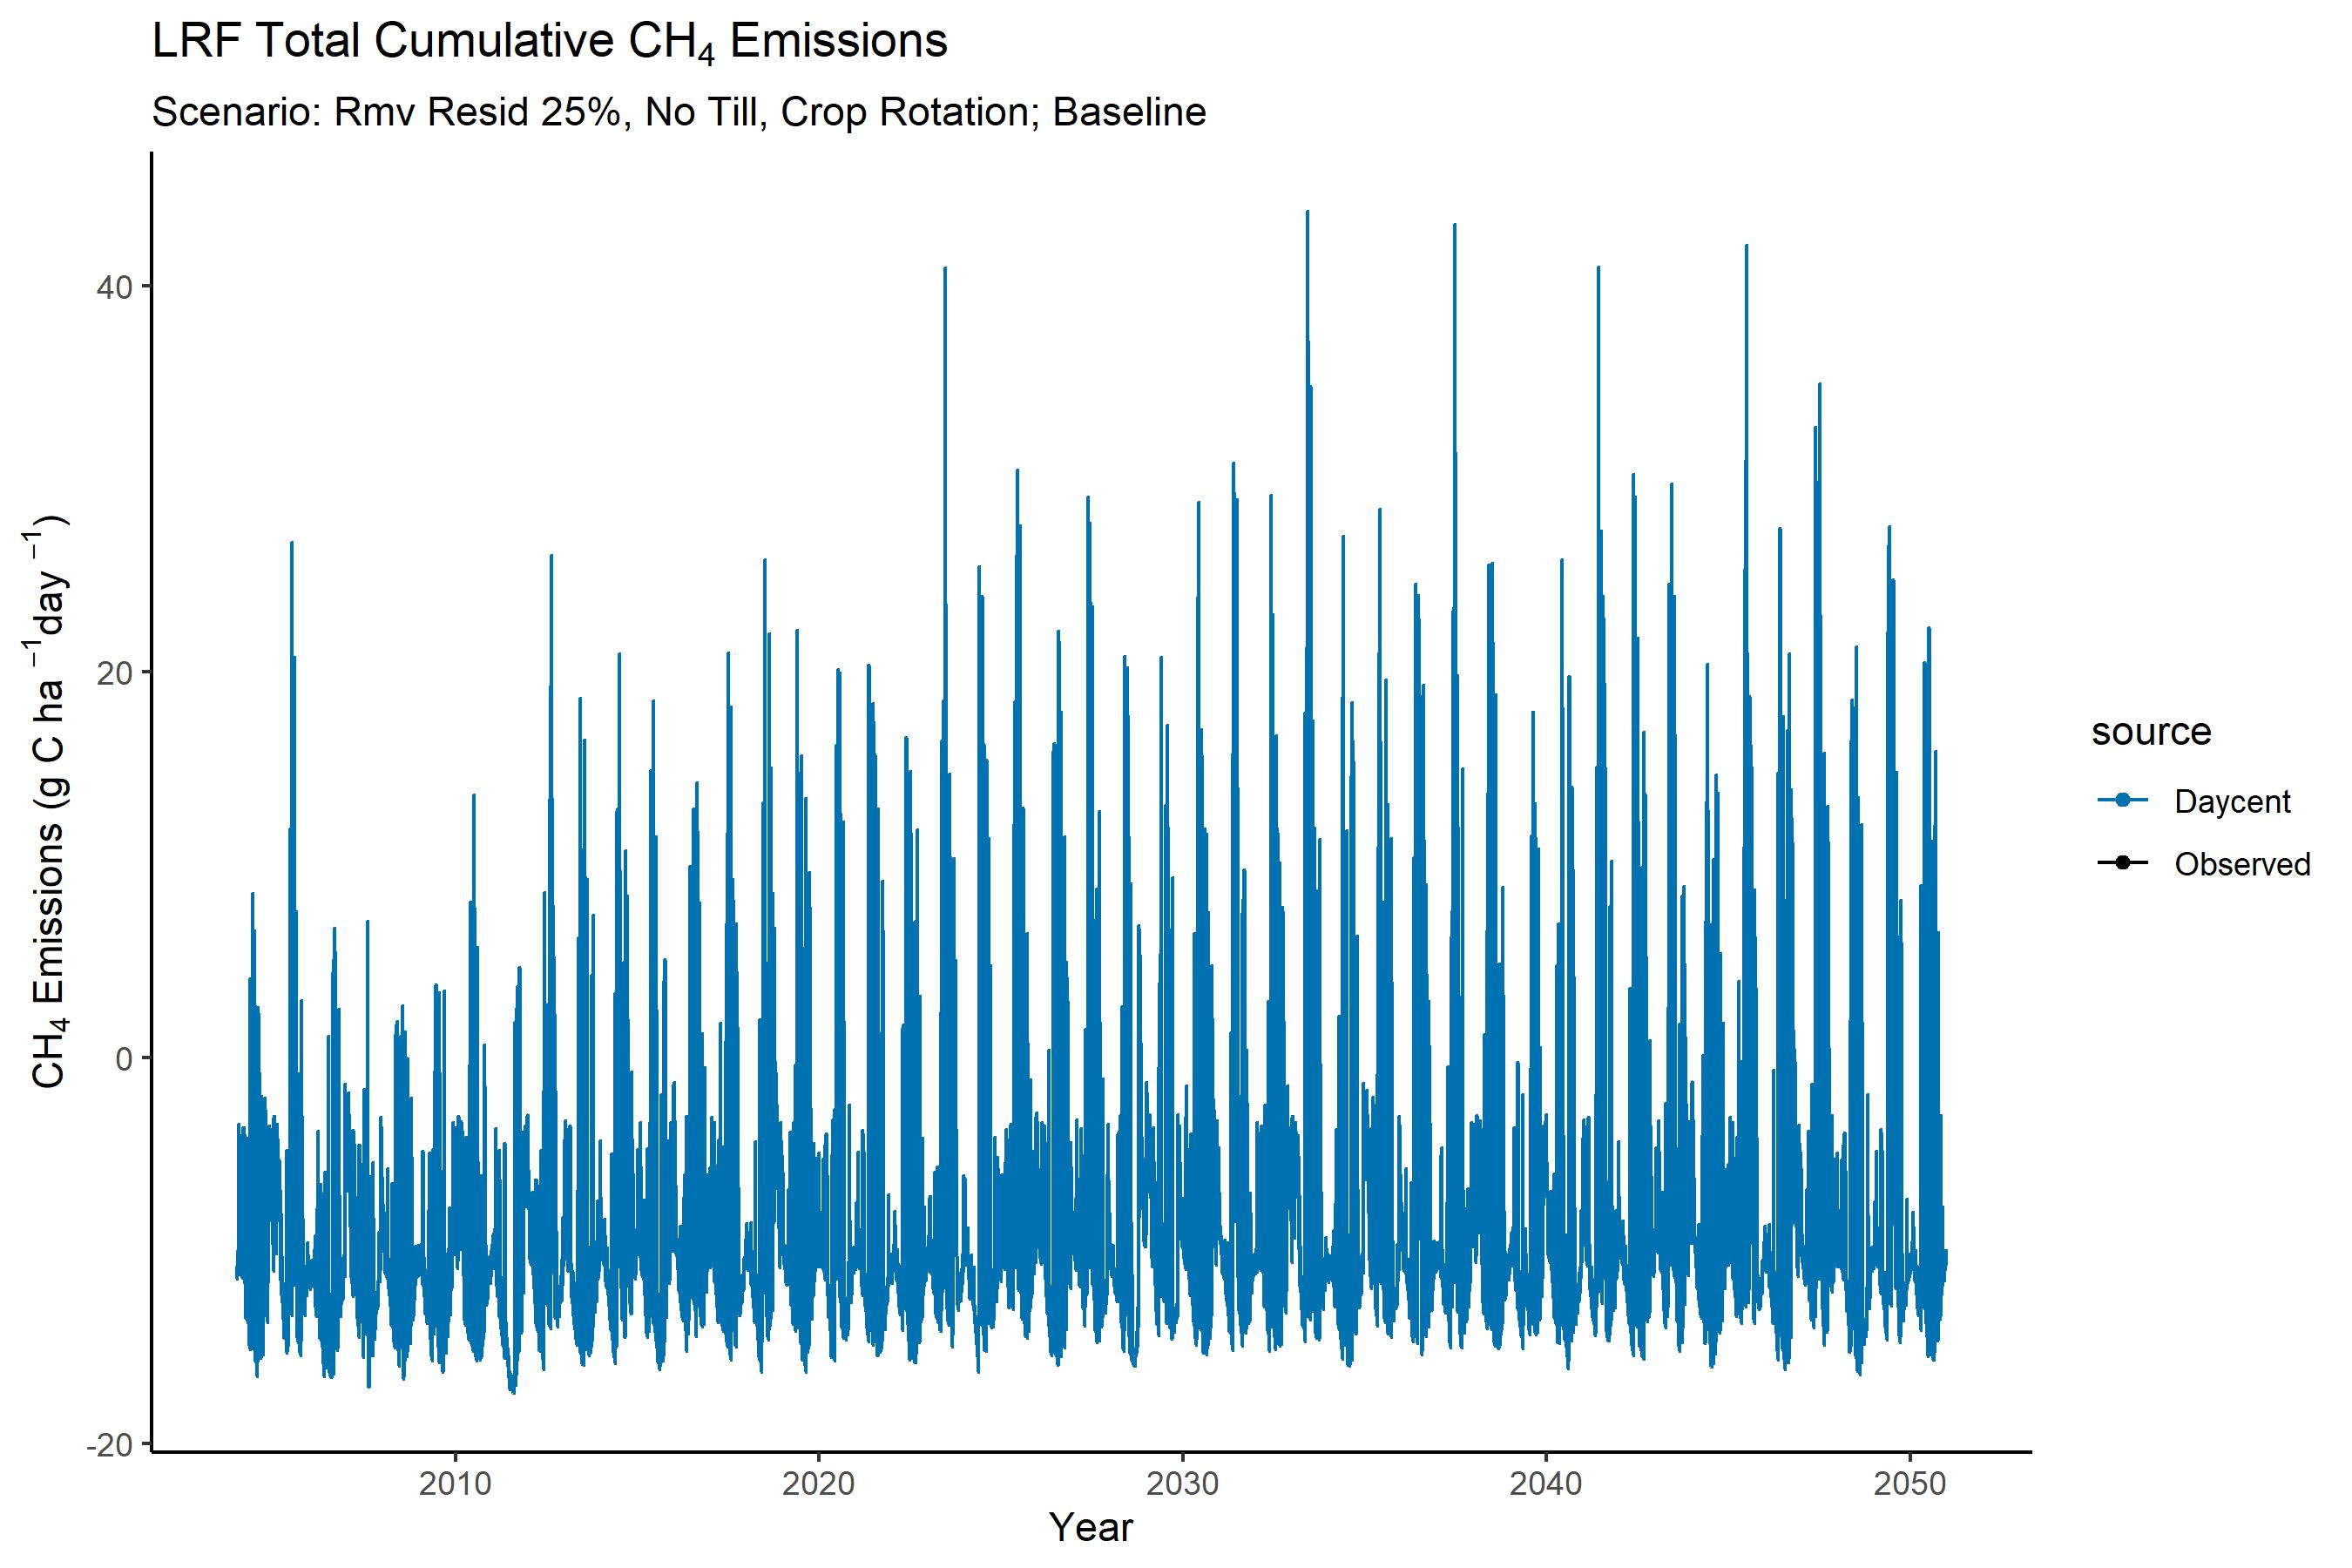 LRF Total Cumulative CH₄ Emissions
Scenario: Rmv Resid 25%, No Till, Crop Rotation; Baseline
CH₄ Emissions (g C ha ⁻¹day ⁻¹)
40
20
0
-20
2010 2020 2030 2040 2050
Year
source
Daycent
Observed